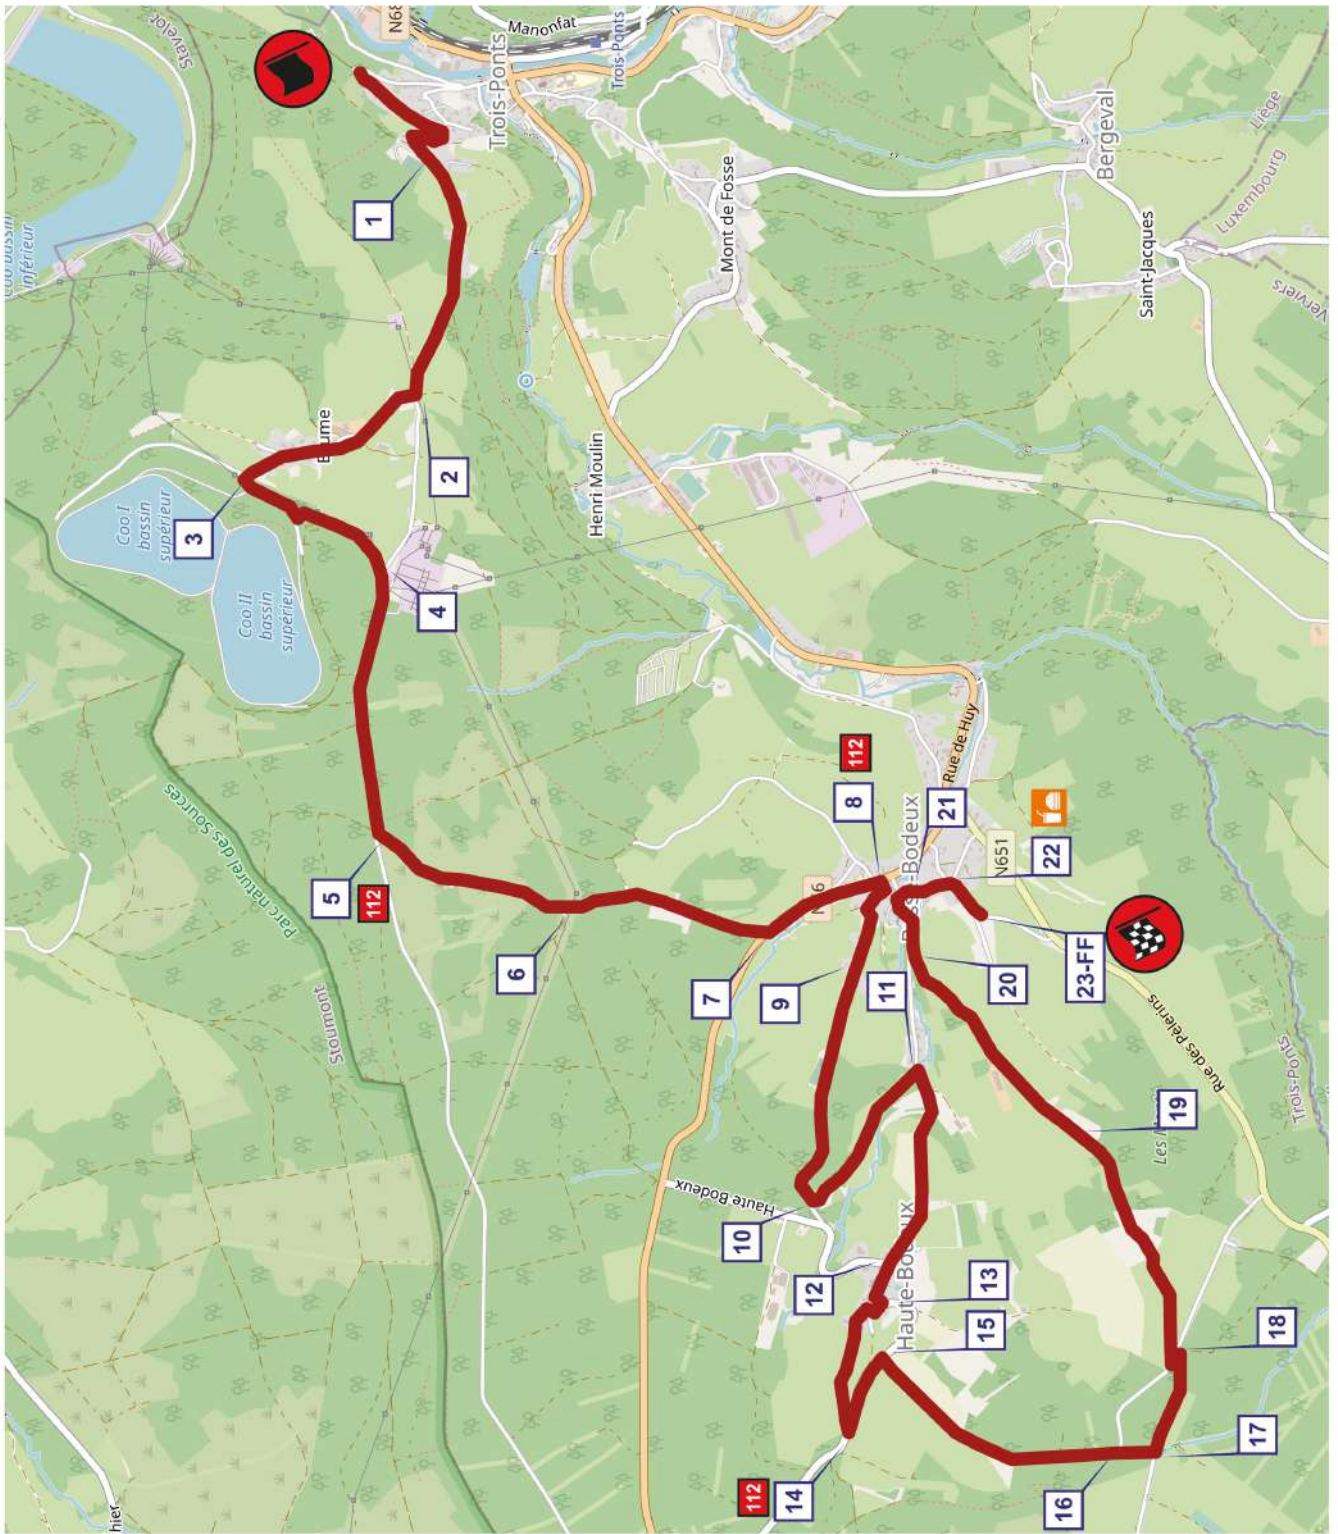 Stavelot
N68
Manonfat
Trois-Ponts
Trois-Ponts
Coo bassin
inférieur
1
2
3
Coo I
bassin
supérieur
Coo II
bassin
supérieur
4
Henri Moulin
Mont de Fosse
Bergeval
Liège
Luxembourg
Saint-Jacques
Verviers
Parc naturel des Sources
Stoumont
5
112
6
7
8
112
9
Rue de Huy
21
N651
22
23-FF
20
11
Rue des Pèlerins
Trois-Ponts
19
Les
Haute Bodeux
10
12
13
Haute-Bodeux
15
14
112
16
17
18